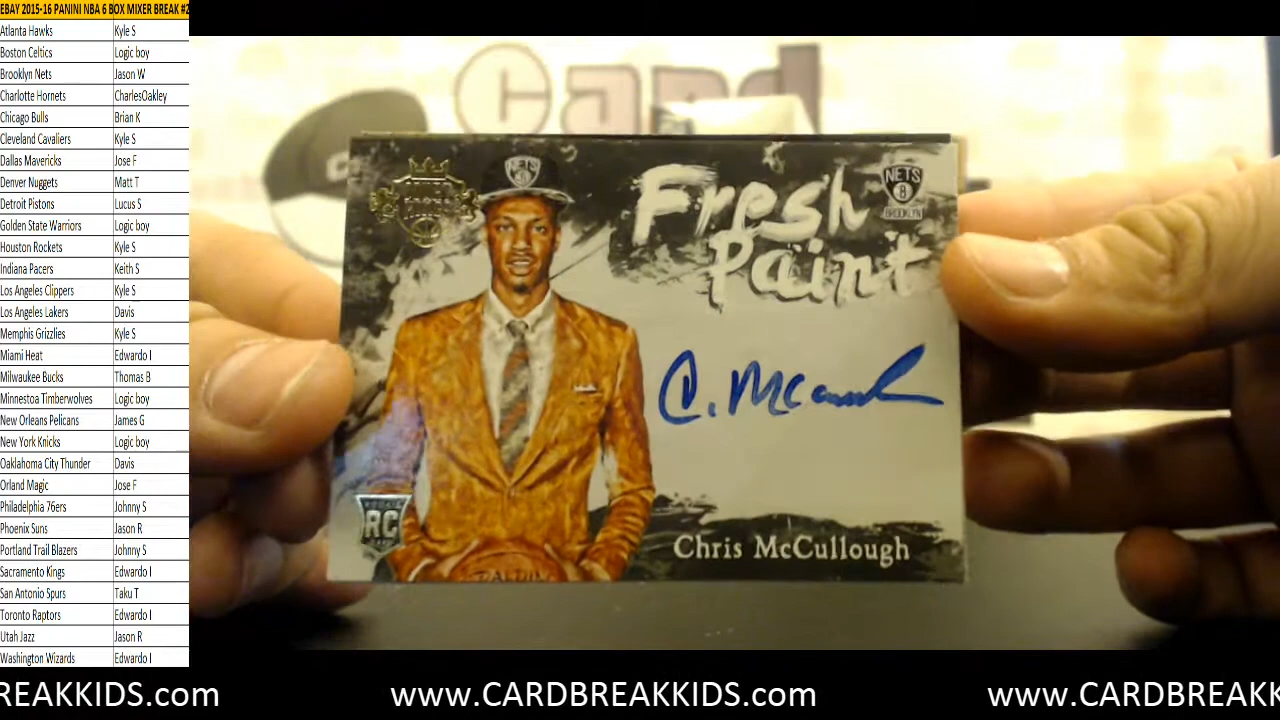 EBAY 2015-16 PANINI NBA 6 BOX MIXER BREAK #2
Atlanta Hawks Kyle S
Boston Celtics Logic boy
Brooklyn Nets Jason W
Charlotte Hornets CharlesOakley
Chicago Bulls Brian K
Cleveland Cavaliers Kyle S
Dallas Mavericks Jose F
Denver Nuggets Matt T
Detroit Pistons Lucus S
Golden State Warriors Logic boy
Houston Rockets Kyle S
Indiana Pacers Keith S
Los Angeles Clippers Kyle S
Los Angeles Lakers Davis
Memphis Grizzlies Kyle S
Miami Heat Edwardo I
Milwaukee Bucks Thomas B
Minnestoa Timberwolves Logic boy
New Orleans Pelicans James G
New York Knicks Logic boy
Oaklahoma City Thunder Davis
Orland Magic Jose F
Philadelphia 76ers Johnny S
Phoenix Suns Jason R
Portland Trail Blazers Johnny S
Sacramento Kings Edwardo I
San Antonio Spurs Taku T
Toronto Raptors Edwardo I
Utah Jazz Jason R
Washington Wizards Edwardo I
Card
NETS
Fresh
Paint
NETS
B
BROOKLYN
C. McCullough
ROOKIE
RC
Chris McCullough
REAKKIDS.com www.CARDBREAKKIDS.com www.CARDBREAKK